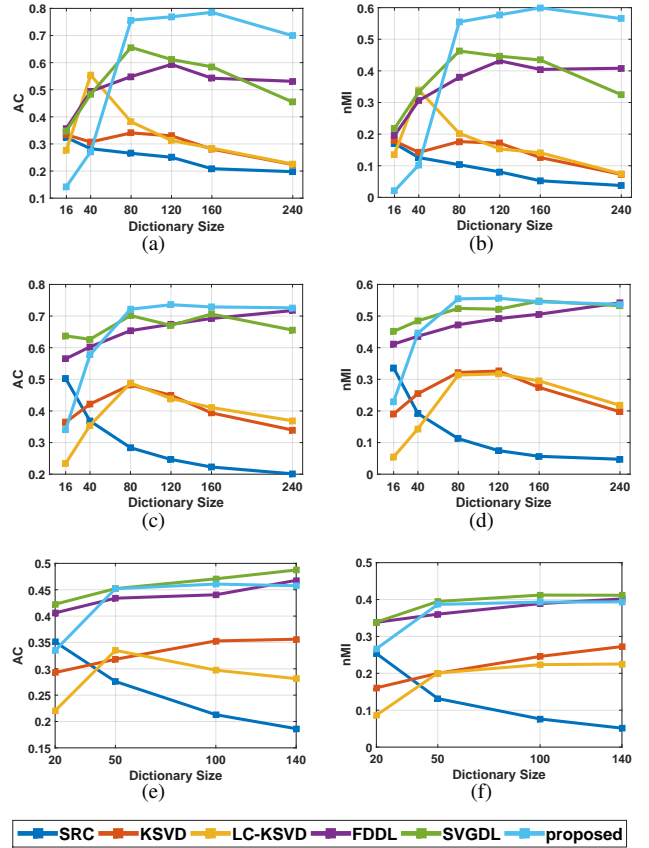 0.8
0.7
0.6
0.5
0.4
0.3
0.2
0.1
AC
16 40 80 120 160 240
Dictionary Size
(a)
0.6
0.5
0.4
0.3
0.2
0.1
0
nMI
16 40 80 120 160 240
Dictionary Size
(b)
0.8
0.7
0.6
0.5
0.4
0.3
0.2
AC
16 40 80 120 160 240
Dictionary Size
(c)
0.6
0.5
0.4
0.3
0.2
0.1
0
nMI
16 40 80 120 160 240
Dictionary Size
(d)
0.5
0.45
0.4
0.35
0.3
0.25
0.2
0.15
AC
20 50 100 140
Dictionary Size
(e)
0.5
0.4
0.3
0.2
0.1
0
nMI
20 50 100 140
Dictionary Size
(f)
SRC KSVD LC-KSVD FDDL SVGDL proposed